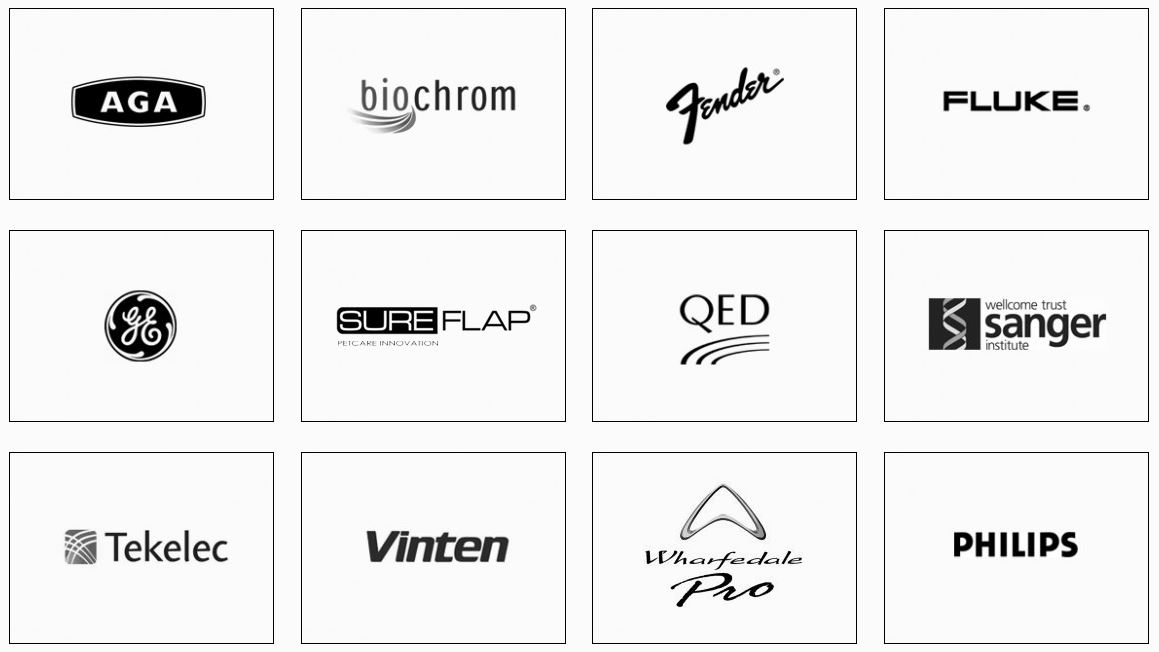 AGA
biochrom
Fender®
FLUKE®
GE
SUREFLAP®
PETCARE INNOVATION
QED
wellcome trust
sanger
institute
Tekelec
Vinten
Wharfedale
Pro
PHILIPS